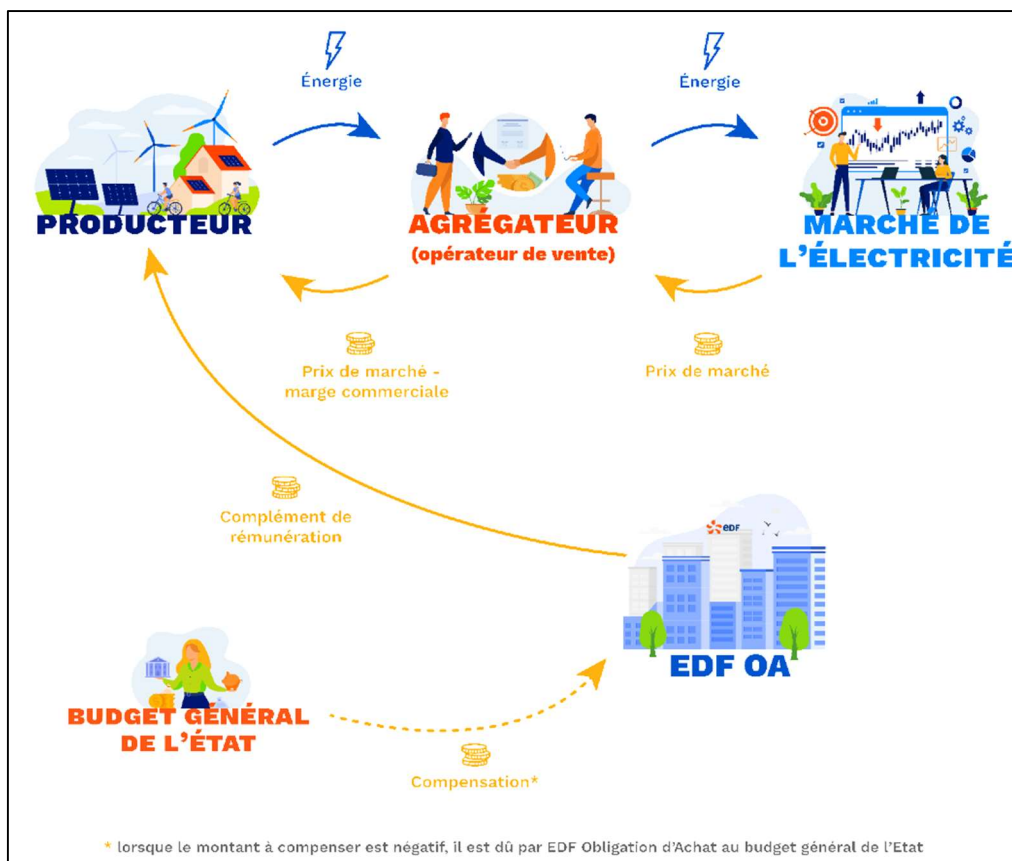 Énergie
Énergie
PRODUCTEUR
AGRÉGATEUR
(opérateur de vente)
MARCHÉ DE
L'ÉLECTRICITÉ
Prix de marché -
marge commerciale
Prix de marché
Complément de
rémunération
eDF
EDF OA
BUDGET GÉNÉRAL
DE L'ÉTAT
Compensation*
* lorsque le montant à compenser est négatif, il est dû par EDF Obligation d'Achat au budget général de l'Etat